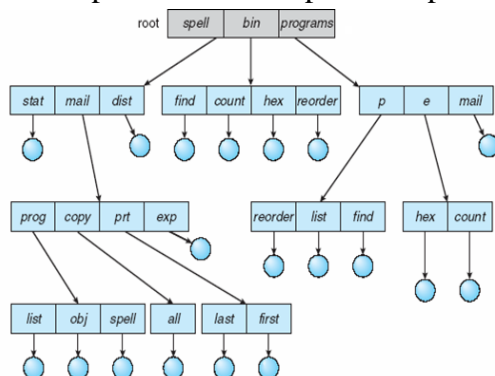 root spell bin programs
stat mail dist find count hex reorder p e mail
prog copy prt exp reorder list find hex count
list obj spell all last first